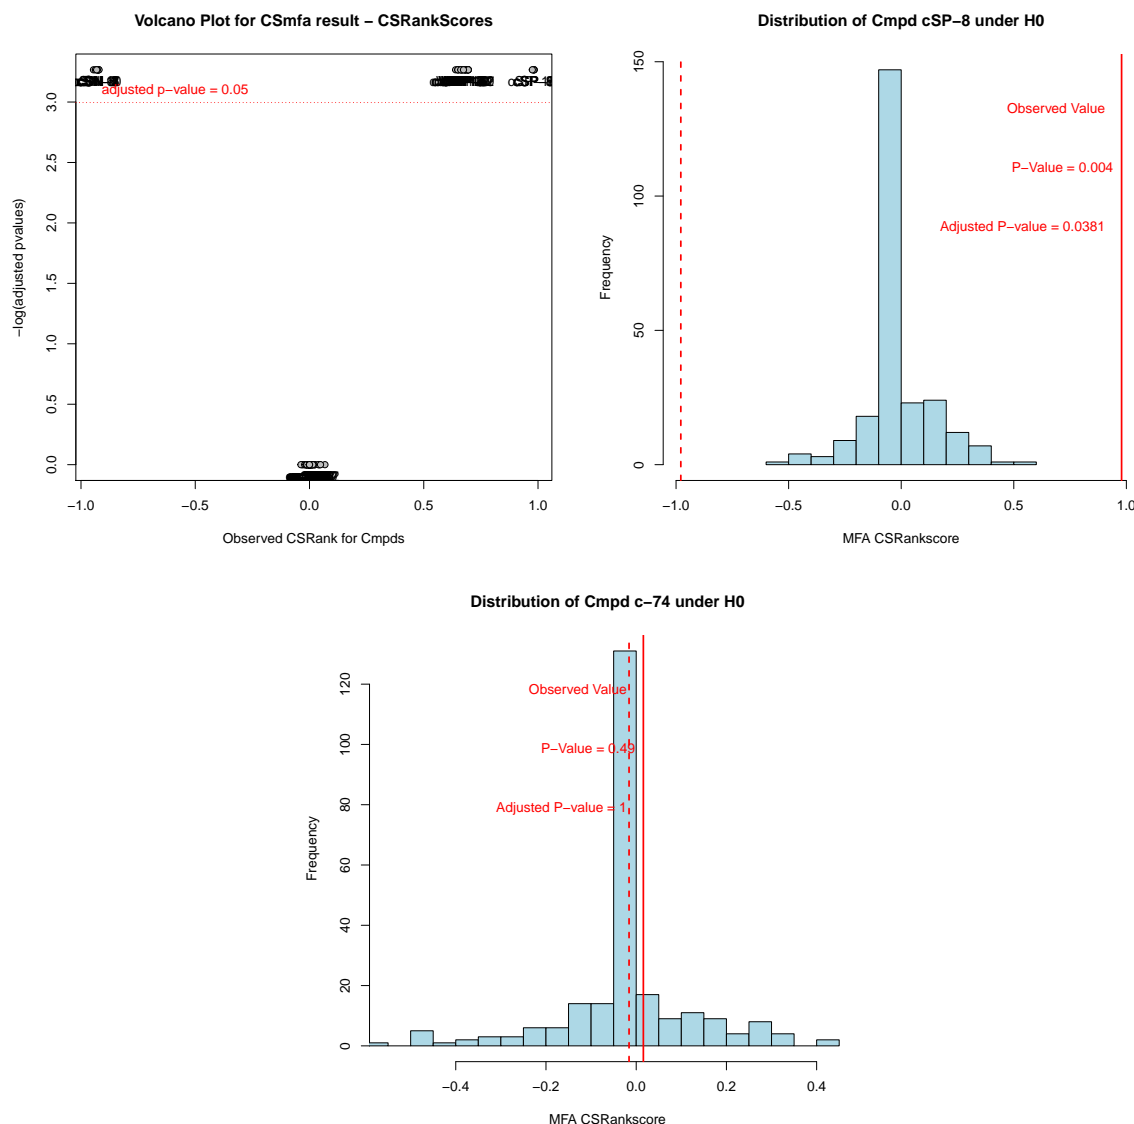 Volcano Plot for CSmfa result − CSRankScores
adjusted p−value = 0.05
3.0
2.5
2.0
1.5
1.0
0.5
0.0
−log(adjusted pvalues)
−1.0 −0.5 0.0 0.5 1.0
Observed CSRank for Cmpds
Distribution of Cmpd cSP−8 under H0
150
100
50
0
Frequency
Observed Value
P−Value = 0.004
Adjusted P−value = 0.0381
−1.0 −0.5 0.0 0.5 1.0
MFA CSRankscore
Distribution of Cmpd c−74 under H0
120
100
80
60
40
20
0
Frequency
Observed Value
P−Value = 0.49
Adjusted P−value = 1
−0.4 −0.2 0.0 0.2 0.4
MFA CSRankscore